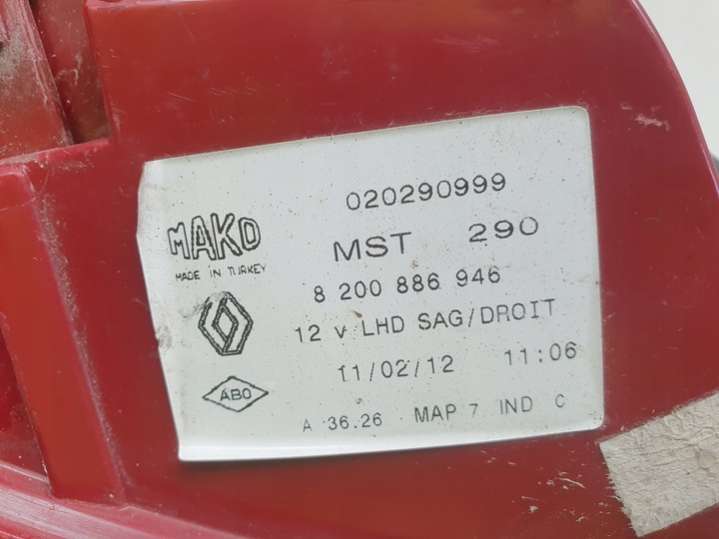 020290999
MAKO
MST 290
MADE IN TURKEY
8 200 886 946
12 v LHD SAG/DROIT
11/02/12 11:06
ABO
A 36.26 MAP 7 IND C